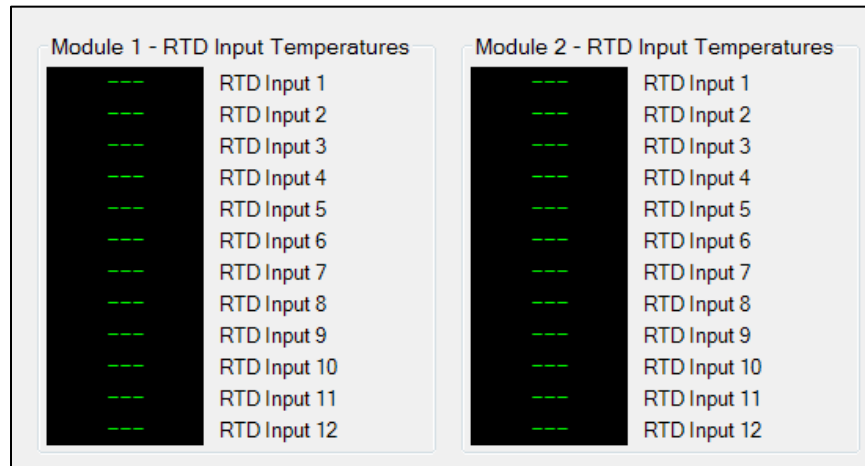 Module 1 - RTD Input Temperatures
--- RTD Input 1
--- RTD Input 2
--- RTD Input 3
--- RTD Input 4
--- RTD Input 5
--- RTD Input 6
--- RTD Input 7
--- RTD Input 8
--- RTD Input 9
--- RTD Input 10
--- RTD Input 11
--- RTD Input 12
Module 2 - RTD Input Temperatures
--- RTD Input 1
--- RTD Input 2
--- RTD Input 3
--- RTD Input 4
--- RTD Input 5
--- RTD Input 6
--- RTD Input 7
--- RTD Input 8
--- RTD Input 9
--- RTD Input 10
--- RTD Input 11
--- RTD Input 12